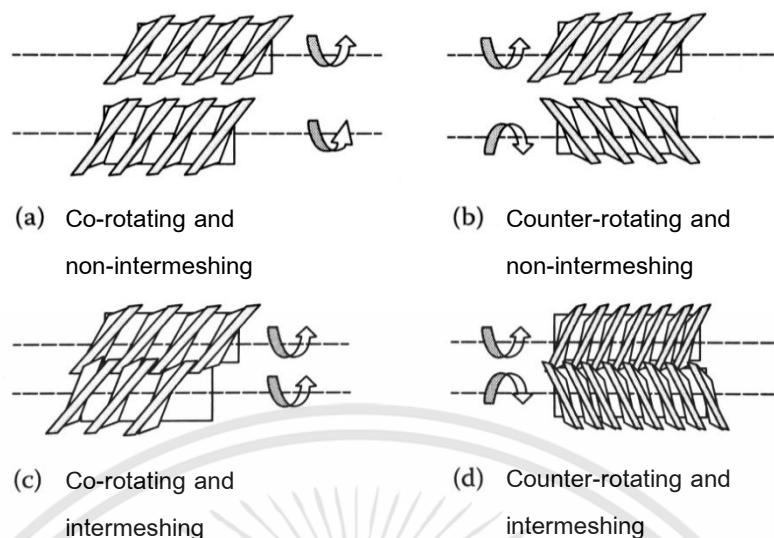 (a) Co-rotating and
non-intermeshing
(b) Counter-rotating and
non-intermeshing
(c) Co-rotating and
intermeshing
(d) Counter-rotating and
intermeshing